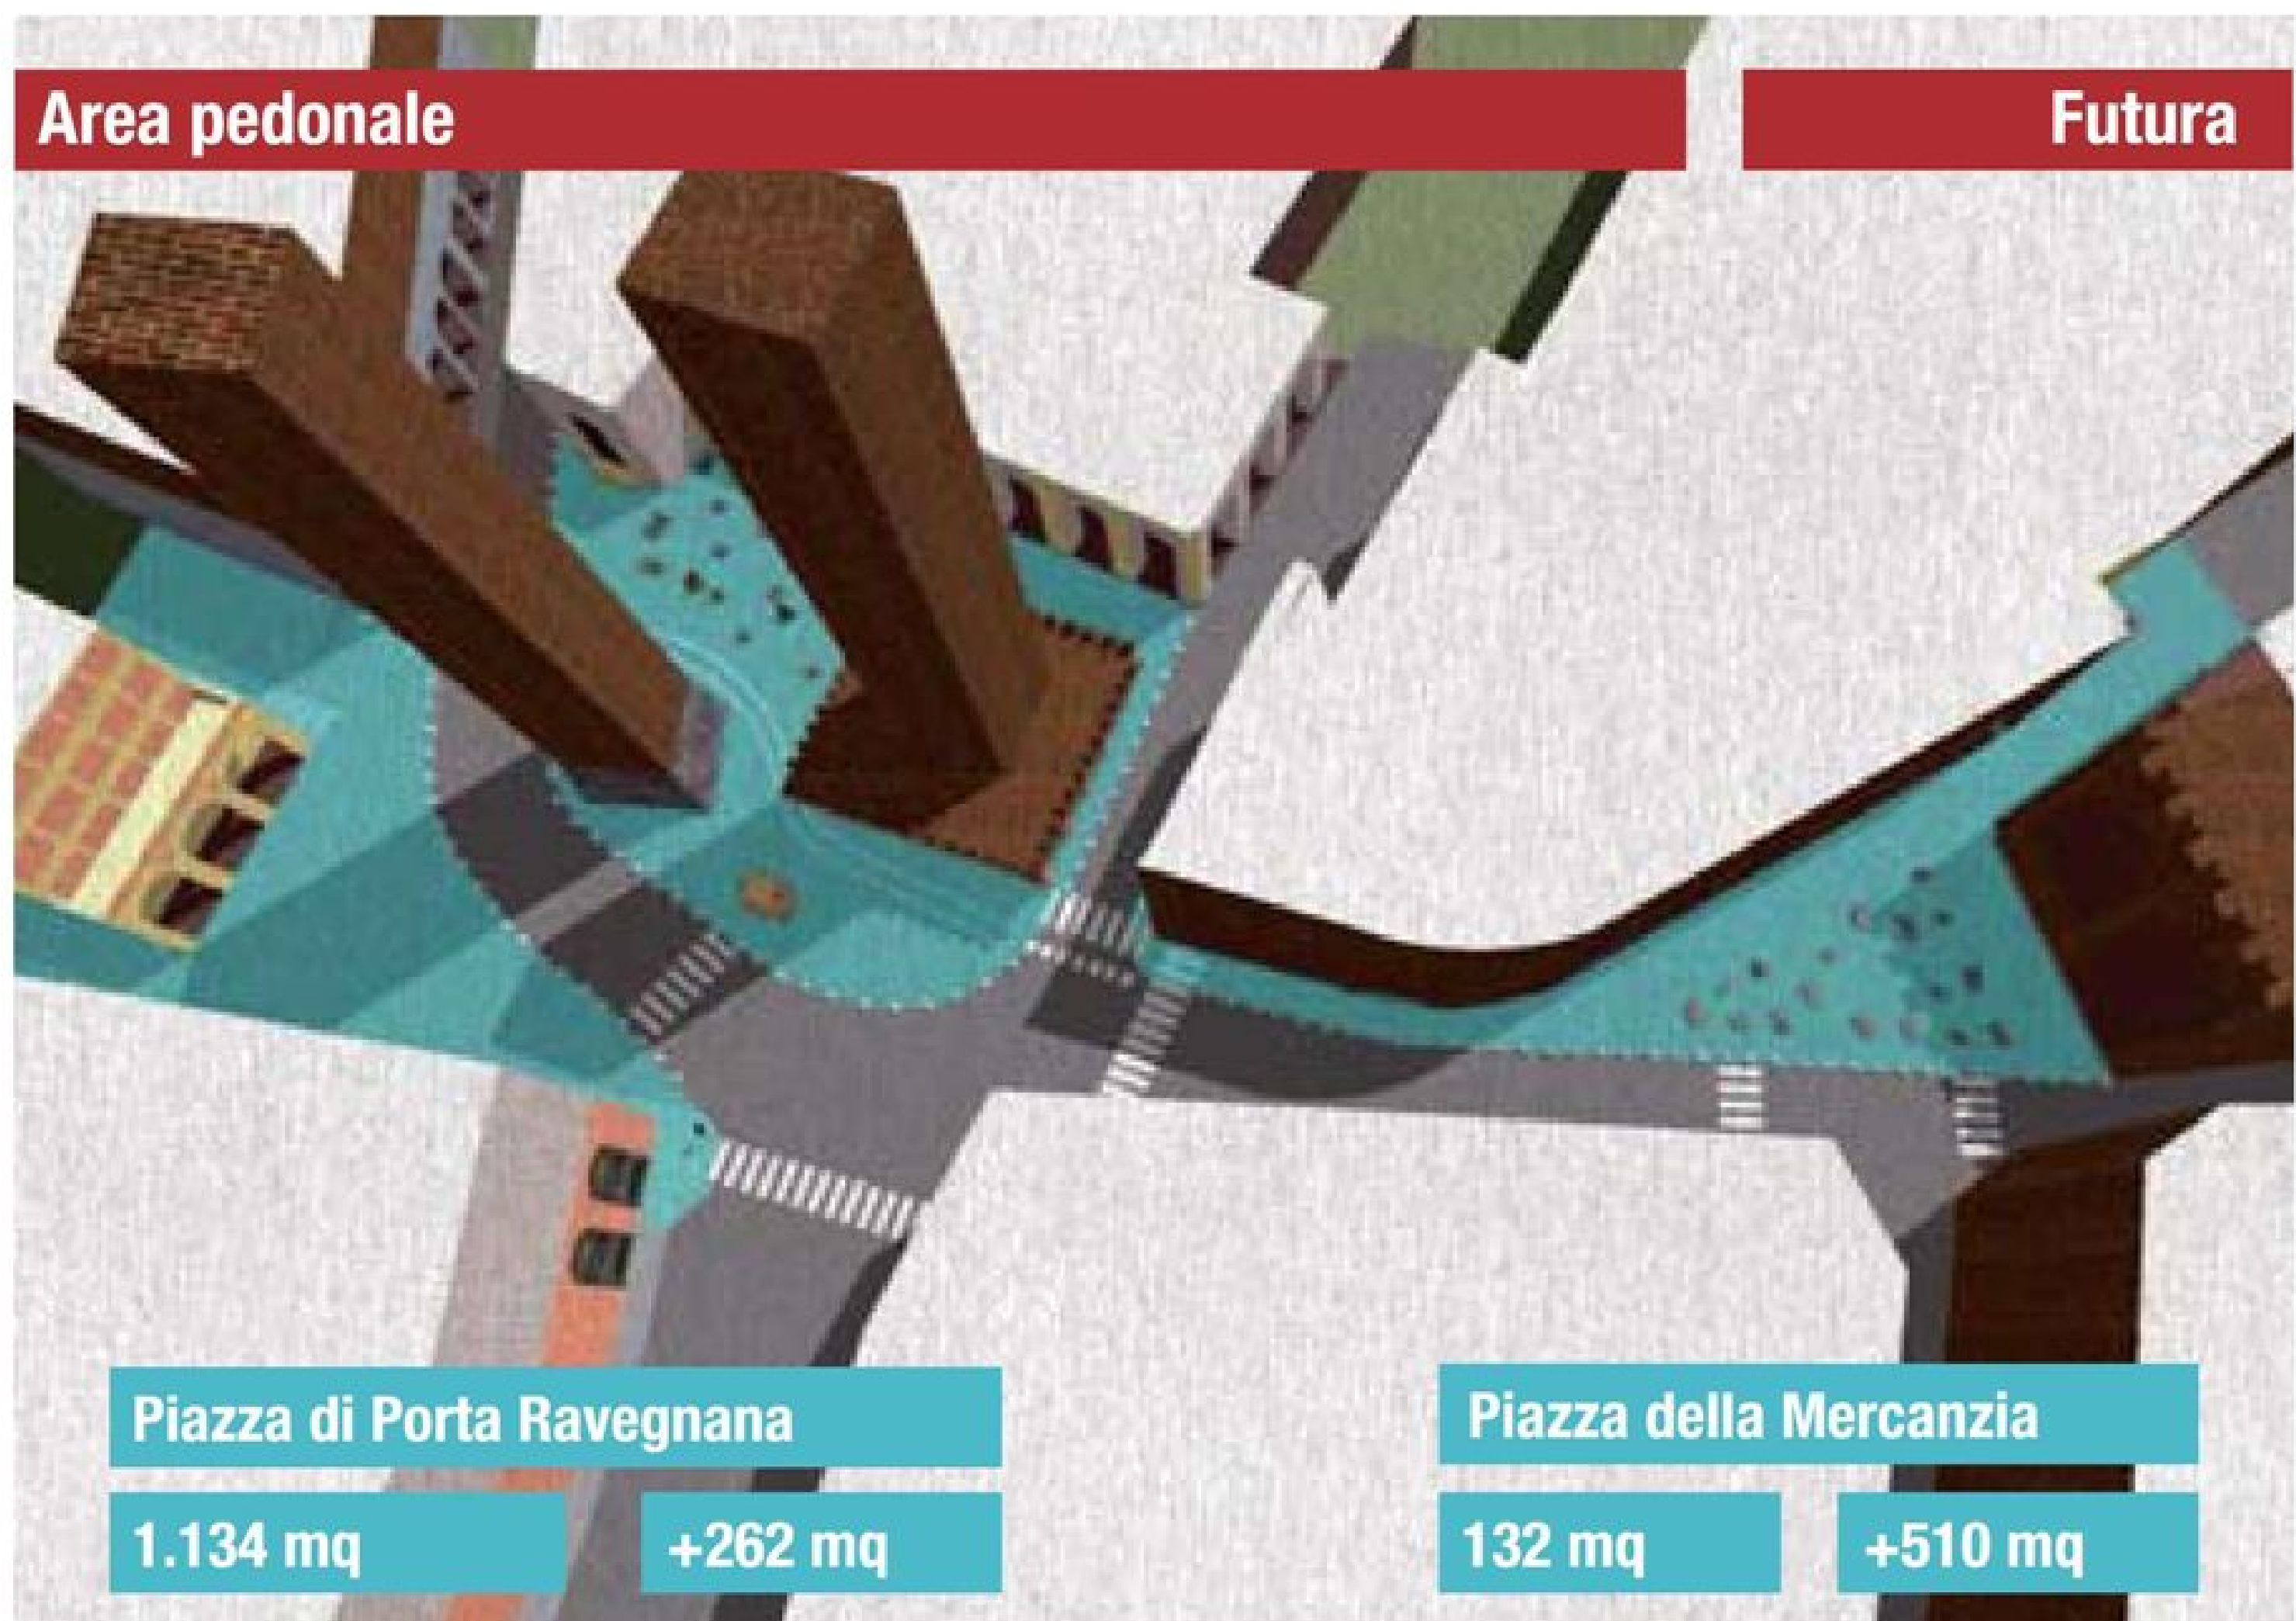 Area pedonale
Futura
Piazza di Porta Ravegnana
1.134 mq
+262 mq
Piazza della Mercanzia
132 mq
+510 mq